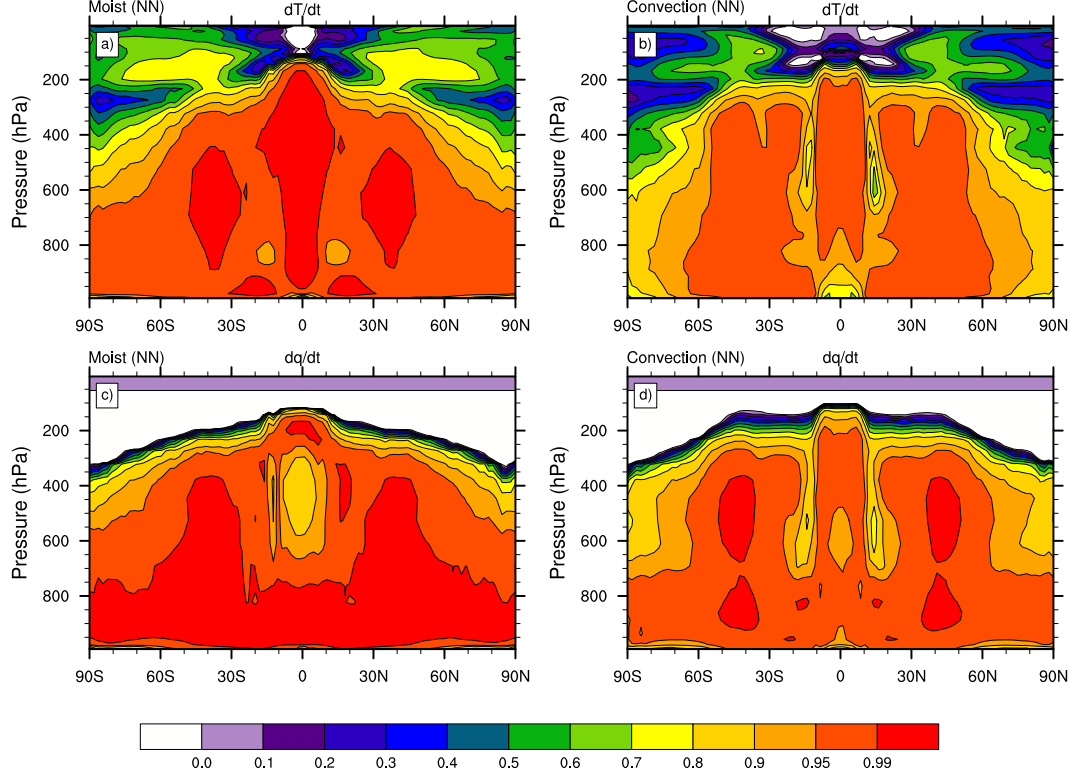 Moist (NN) dT/dt
a)
Pressure (hPa)
200
400
600
800
90S 60S 30S 0 30N 60N 90N
Convection (NN) dT/dt
b)
Pressure (hPa)
200
400
600
800
90S 60S 30S 0 30N 60N 90N
Moist (NN) dq/dt
c)
Pressure (hPa)
200
400
600
800
90S 60S 30S 0 30N 60N 90N
Convection (NN) dq/dt
d)
Pressure (hPa)
200
400
600
800
90S 60S 30S 0 30N 60N 90N
0.0 0.1 0.2 0.3 0.4 0.5 0.6 0.7 0.8 0.9 0.95 0.99